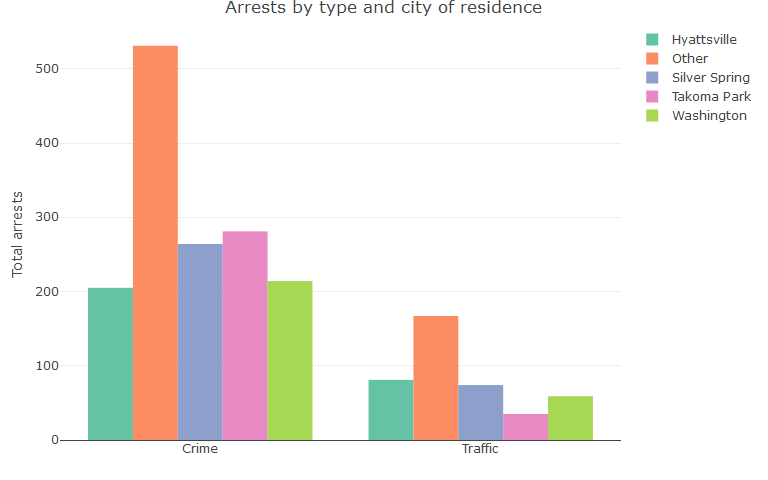 Arrests by type and city of residence
Hyattsville
Other
Silver Spring
Takoma Park
Washington
Total arrests
500
400
300
200
100
0
Crime
Traffic